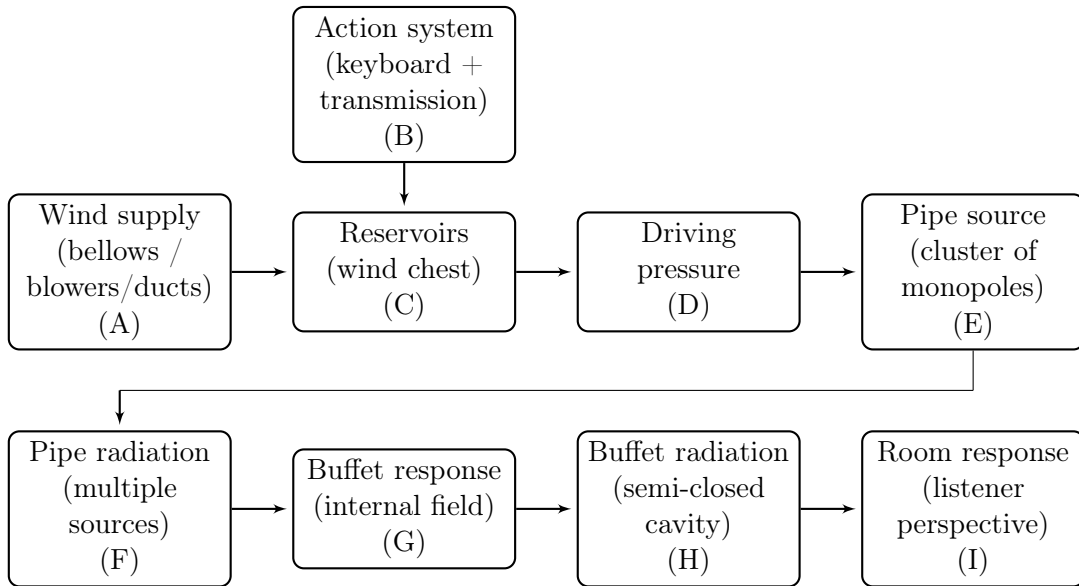 Action system
(keyboard +
transmission)
(B)
Wind supply
(bellows /
blowers/ducts)
(A)
Reservoirs
(wind chest)
(C)
Driving
pressure
(D)
Pipe source
(cluster of
monopoles)
(E)
Pipe radiation
(multiple
sources)
(F)
Buffet response
(internal field)
(G)
Buffet radiation
(semi-closed
cavity)
(H)
Room response
(listener
perspective)
(I)